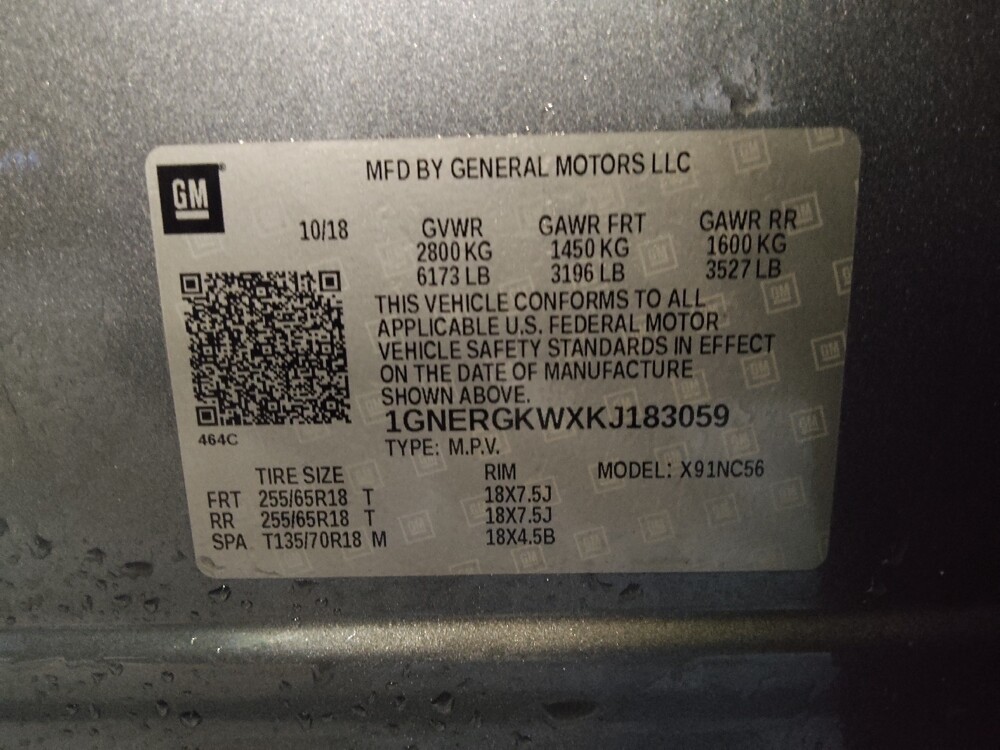 GM
MFD BY GENERAL MOTORS LLC
10/18 GVWR GAWR FRT GAWR RR
2800 KG 1450 KG 1600 KG
6173 LB 3196 LB 3527 LB
THIS VEHICLE CONFORMS TO ALL
APPLICABLE U.S. FEDERAL MOTOR
VEHICLE SAFETY STANDARDS IN EFFECT
ON THE DATE OF MANUFACTURE
SHOWN ABOVE.
1GNERGKWXKJ183059
464C
TYPE: M.P.V.
TIRE SIZE RIM MODEL: X91NC56
FRT 255/65R18 T 18X7.5J
RR 255/65R18 T 18X7.5J
SPA T135/70R18 M 18X4.5B